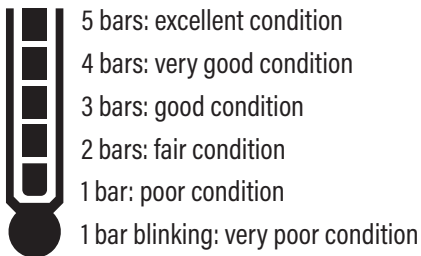 5 bars: excellent condition
4 bars: very good condition
3 bars: good condition
2 bars: fair condition
1 bar: poor condition
1 bar blinking: very poor condition